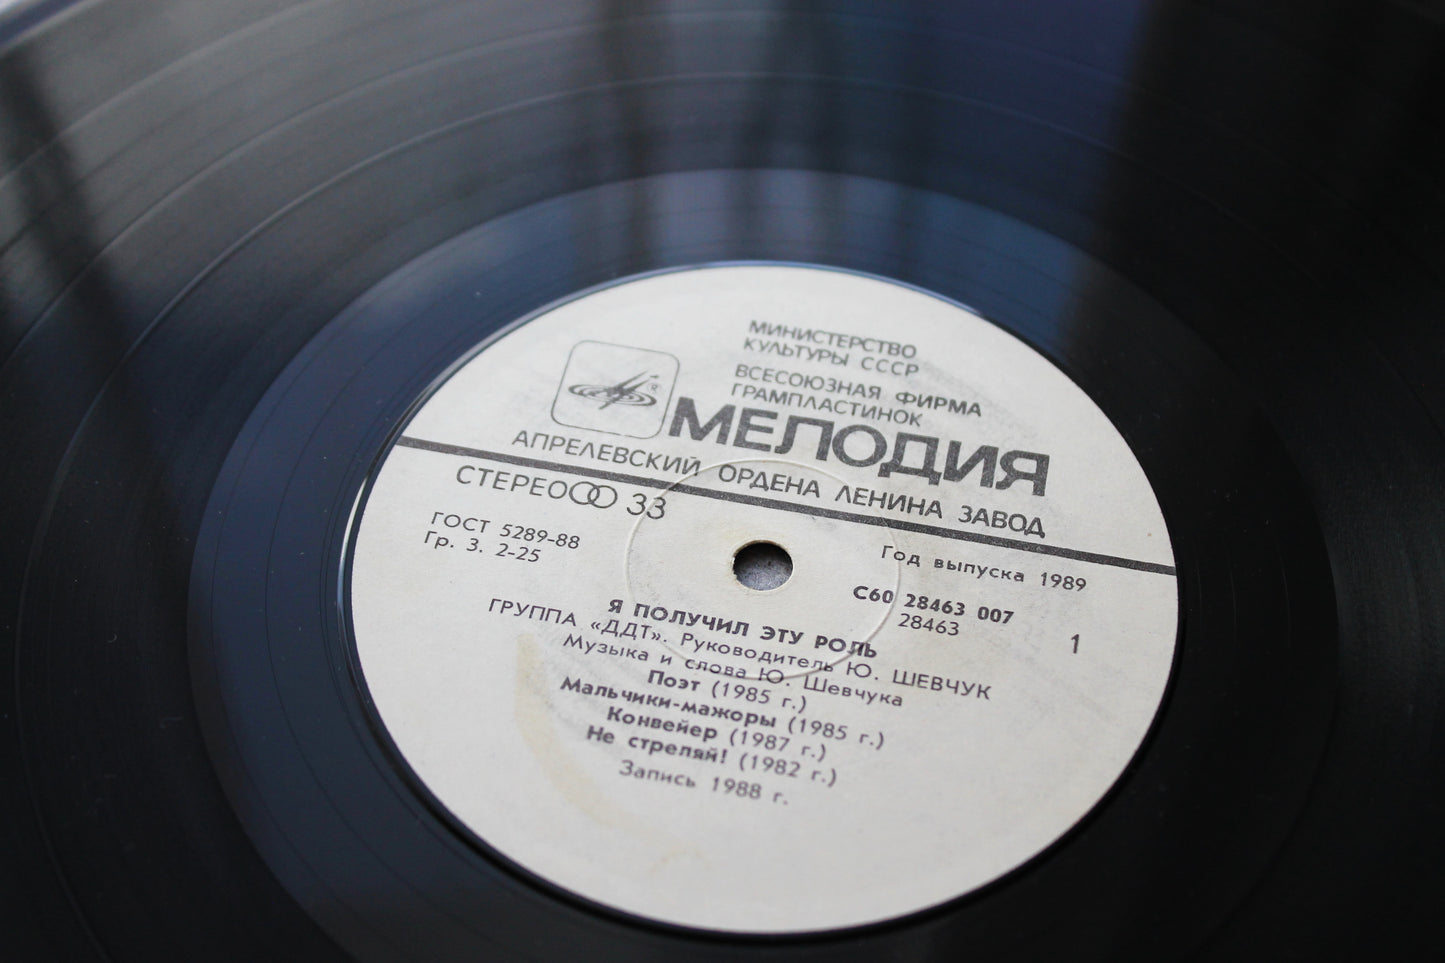 МИНИСТЕРСТВО
КУЛЬТУРЫ СССР
ВСЕСОЮЗНАЯ ФИРМА
ГРАМПЛАСТИНОК
МЕЛОДИЯ
АПРЕЛЕВСКИЙ ОРДЕНА ЛЕНИНА ЗАВОД
СТЕРЕО 33
ГОСТ 5289-88
Гр. 3. 2-25
Год выпуска 1989
С60 28463 007
28463
1
Я ПОЛУЧИЛ ЭТУ РОЛЬ
ГРУППА «ДДТ». Руководитель Ю. ШЕВЧУК
Музыка и слова Ю. Шевчука
Поэт (1985 г.)
Мальчики-мажоры (1985 г.)
Конвейер (1987 г.)
Не стреляй! (1982 г.)
Запись 1988 г.